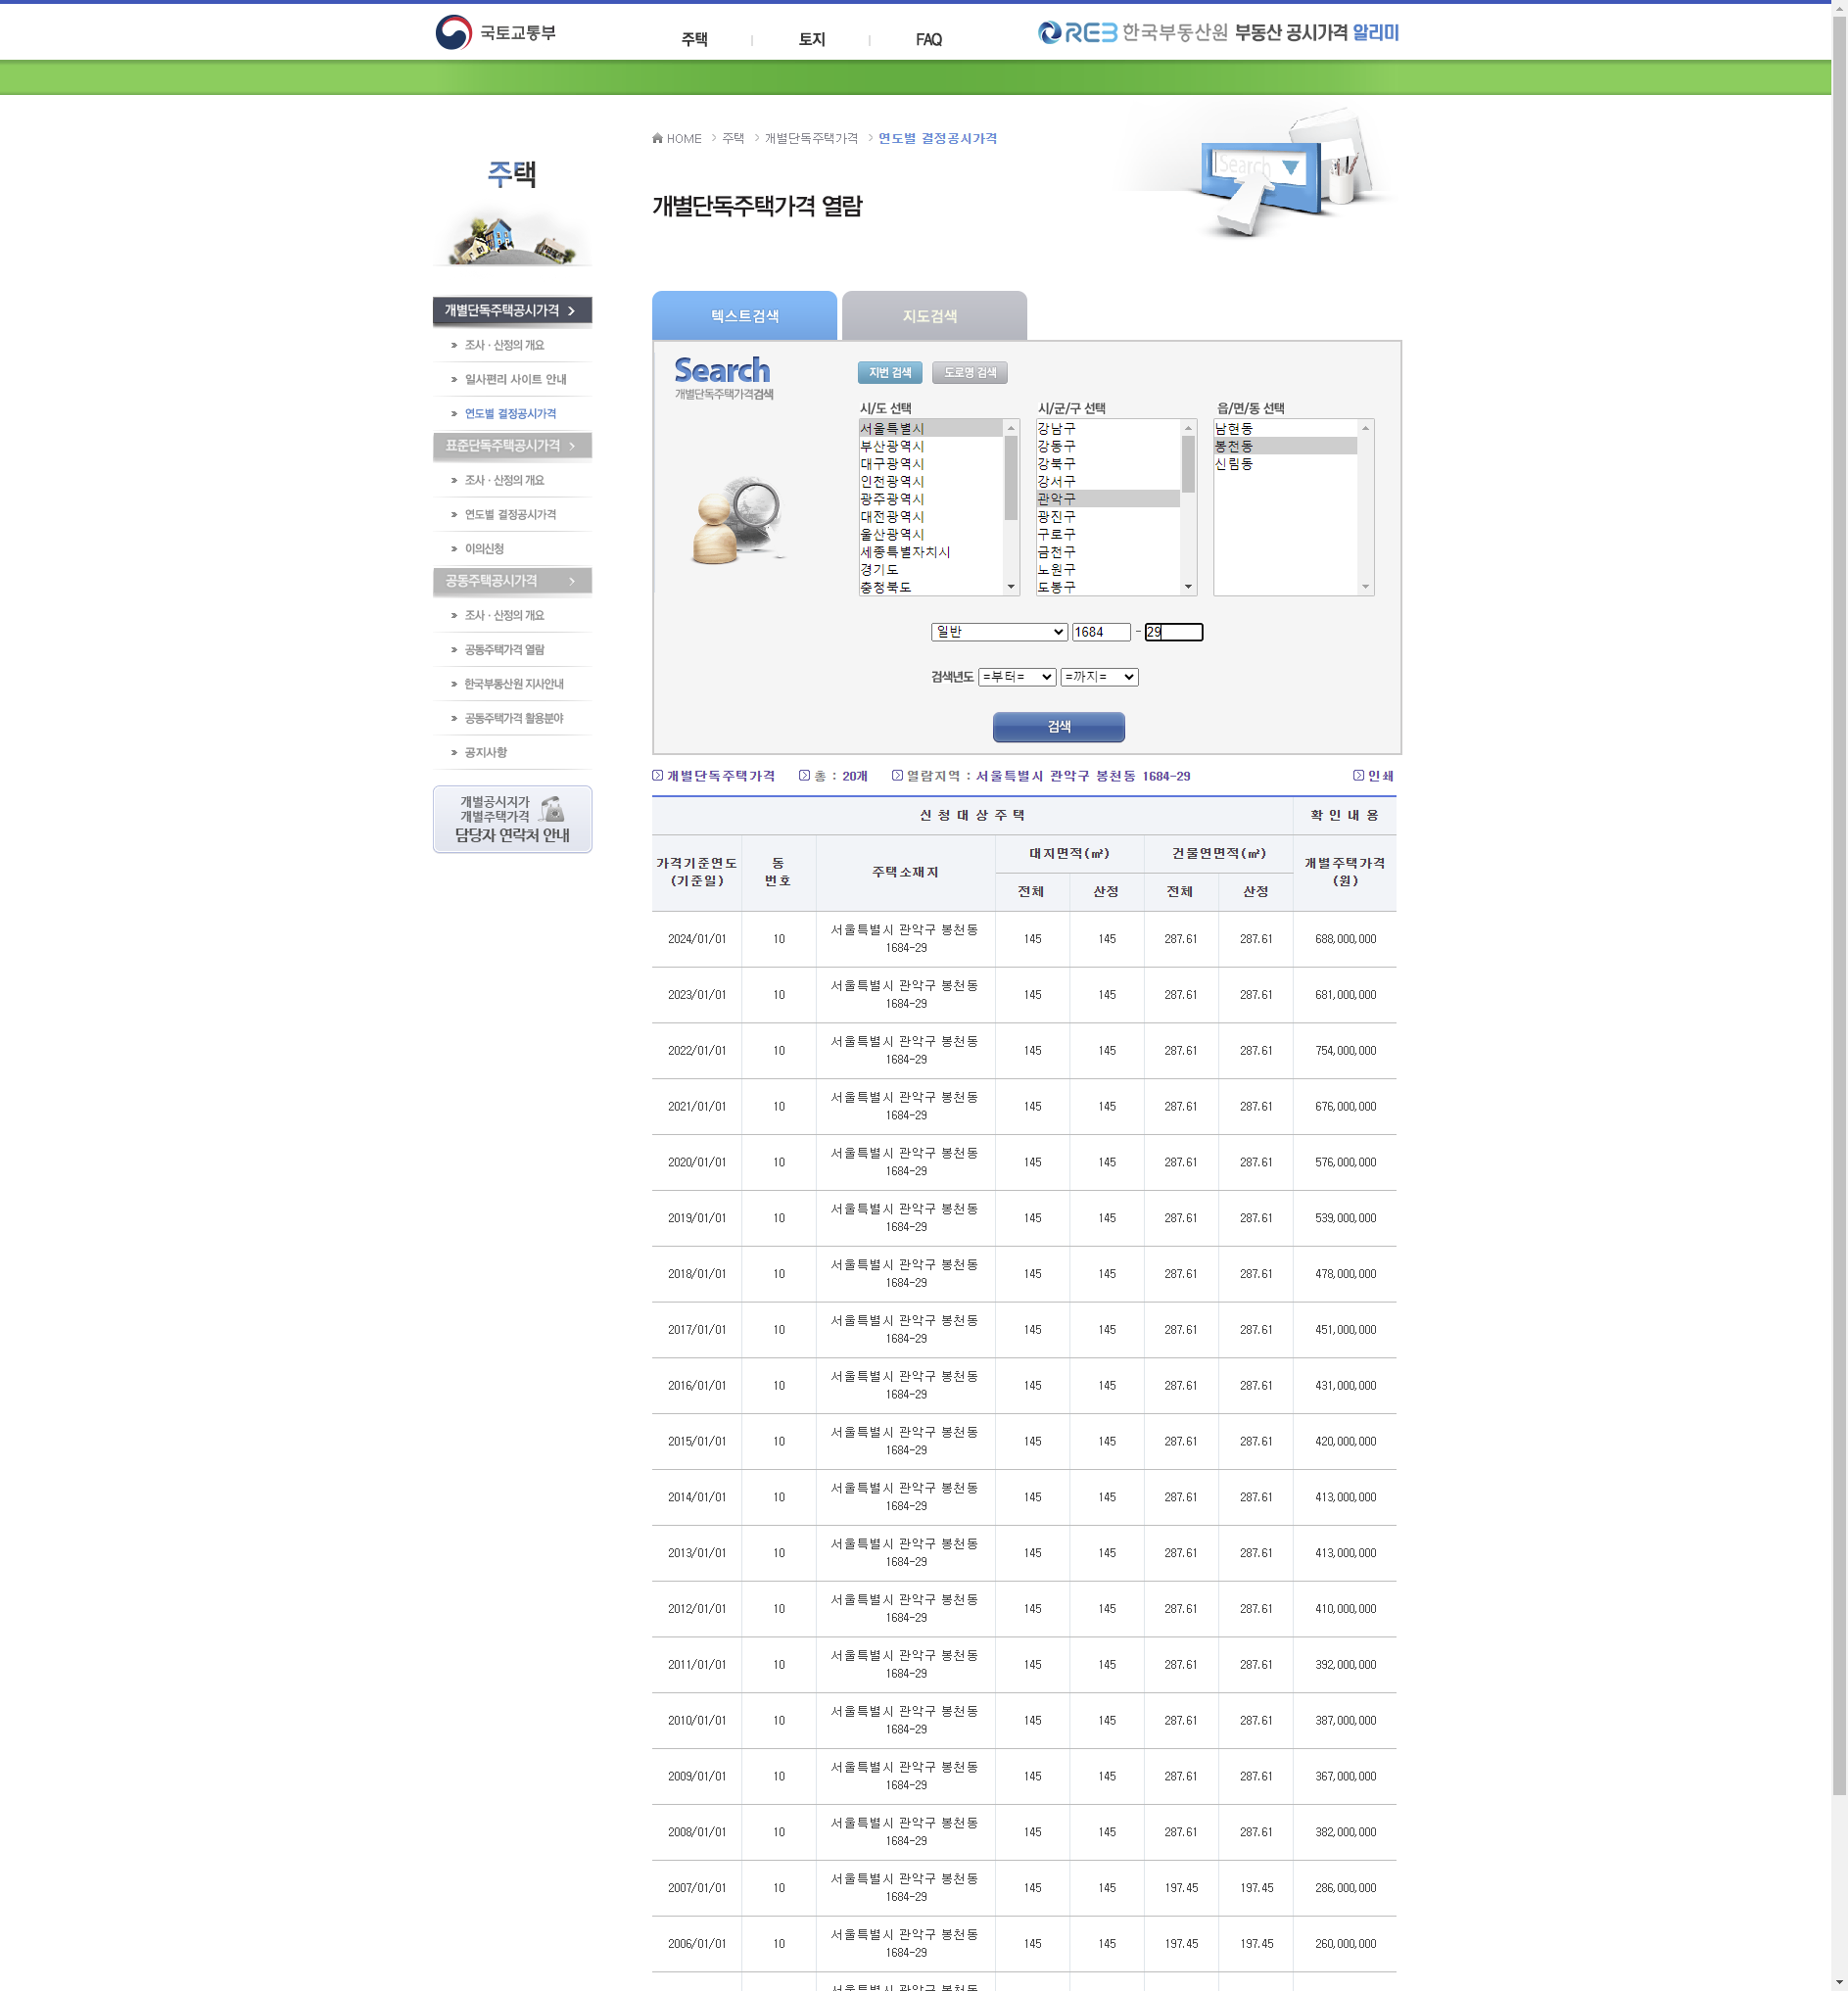 국토교통부
주택 토지 FAQ
REB 한국부동산원 부동산 공시가격 알리미
HOME > 주택 > 개별단독주택가격 > 연도별 결정공시가격
주택
개별단독주택가격 열람
Search
개별단독주택공시가격
조사 · 산정의 개요
일사편리 사이트 안내
연도별 결정공시가격
표준단독주택공시가격
조사 · 산정의 개요
연도별 결정공시가격
이의신청
공동주택공시가격
조사 · 산정의 개요
공동주택가격 열람
한국부동산원 지사안내
공동주택가격 활용분야
공지사항
개별공시지가
개별주택가격
담당자 연락처 안내
텍스트검색 지도검색
Search
개별단독주택가격검색
지번 검색 도로명 검색
시/도 선택
서울특별시
부산광역시
대구광역시
인천광역시
광주광역시
대전광역시
울산광역시
세종특별자치시
경기도
충청북도
시/군/구 선택
강남구
강동구
강북구
강서구
관악구
광진구
구로구
금천구
노원구
도봉구
읍/면/동 선택
남현동
봉천동
신림동
일반 1684 - 29
검색년도 =부터= =까지=
검색
개별단독주택가격 총 : 20개 열람지역 : 서울특별시 관악구 봉천동 1684-29 인쇄
신 청 대 상 주 택 확 인 내 용
가격기준연도
(기준일)
동
번호
주택소재지
대지면적(㎡) 건물연면적(㎡)
전체 산정 전체 산정
개별주택가격
(원)
2024/01/01 10 서울특별시 관악구 봉천동
1684-29 145 145 287.61 287.61 688,000,000
2023/01/01 10 서울특별시 관악구 봉천동
1684-29 145 145 287.61 287.61 681,000,000
2022/01/01 10 서울특별시 관악구 봉천동
1684-29 145 145 287.61 287.61 754,000,000
2021/01/01 10 서울특별시 관악구 봉천동
1684-29 145 145 287.61 287.61 676,000,000
2020/01/01 10 서울특별시 관악구 봉천동
1684-29 145 145 287.61 287.61 576,000,000
2019/01/01 10 서울특별시 관악구 봉천동
1684-29 145 145 287.61 287.61 539,000,000
2018/01/01 10 서울특별시 관악구 봉천동
1684-29 145 145 287.61 287.61 478,000,000
2017/01/01 10 서울특별시 관악구 봉천동
1684-29 145 145 287.61 287.61 451,000,000
2016/01/01 10 서울특별시 관악구 봉천동
1684-29 145 145 287.61 287.61 431,000,000
2015/01/01 10 서울특별시 관악구 봉천동
1684-29 145 145 287.61 287.61 420,000,000
2014/01/01 10 서울특별시 관악구 봉천동
1684-29 145 145 287.61 287.61 413,000,000
2013/01/01 10 서울특별시 관악구 봉천동
1684-29 145 145 287.61 287.61 413,000,000
2012/01/01 10 서울특별시 관악구 봉천동
1684-29 145 145 287.61 287.61 410,000,000
2011/01/01 10 서울특별시 관악구 봉천동
1684-29 145 145 287.61 287.61 392,000,000
2010/01/01 10 서울특별시 관악구 봉천동
1684-29 145 145 287.61 287.61 387,000,000
2009/01/01 10 서울특별시 관악구 봉천동
1684-29 145 145 287.61 287.61 367,000,000
2008/01/01 10 서울특별시 관악구 봉천동
1684-29 145 145 287.61 287.61 382,000,000
2007/01/01 10 서울특별시 관악구 봉천동
1684-29 145 145 197.45 197.45 286,000,000
2006/01/01 10 서울특별시 관악구 봉천동
1684-29 145 145 197.45 197.45 260,000,000
서울특별시 관악구 봉천동